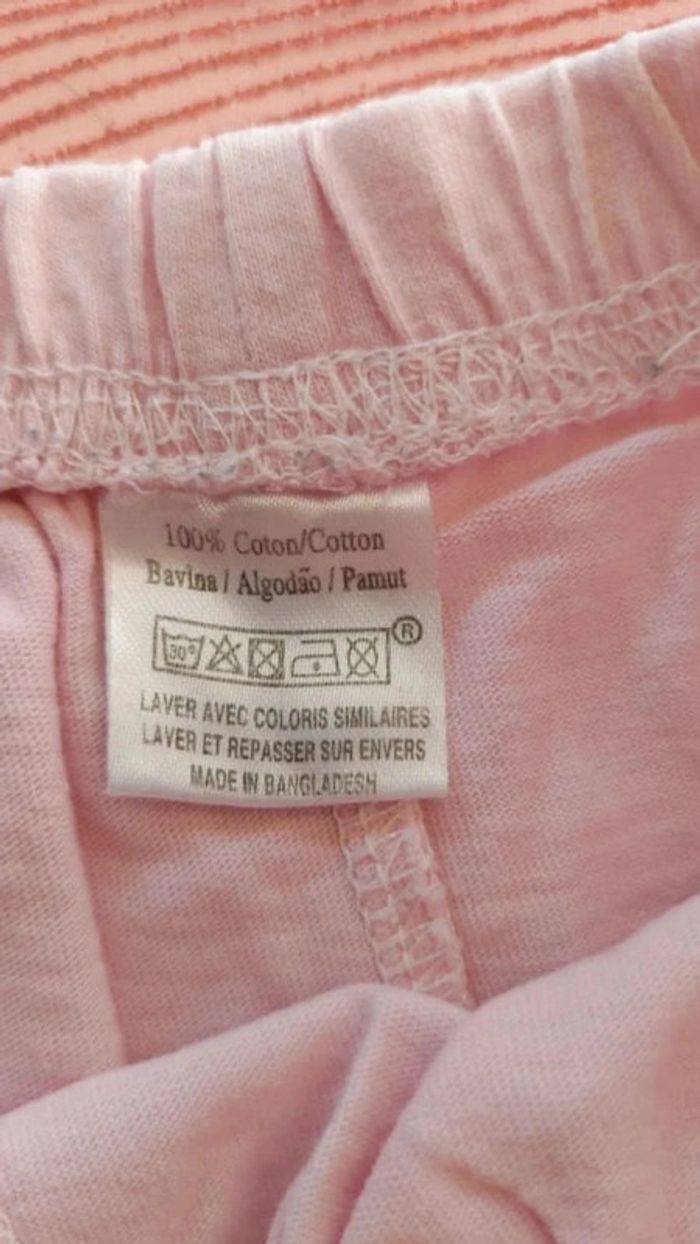 100% Coton/Cotton
Bavlna / Algodão / Pamut
30° ®
LAVER AVEC COLORIS SIMILAIRES
LAVER ET REPASSER SUR ENVERS
MADE IN BANGLADESH